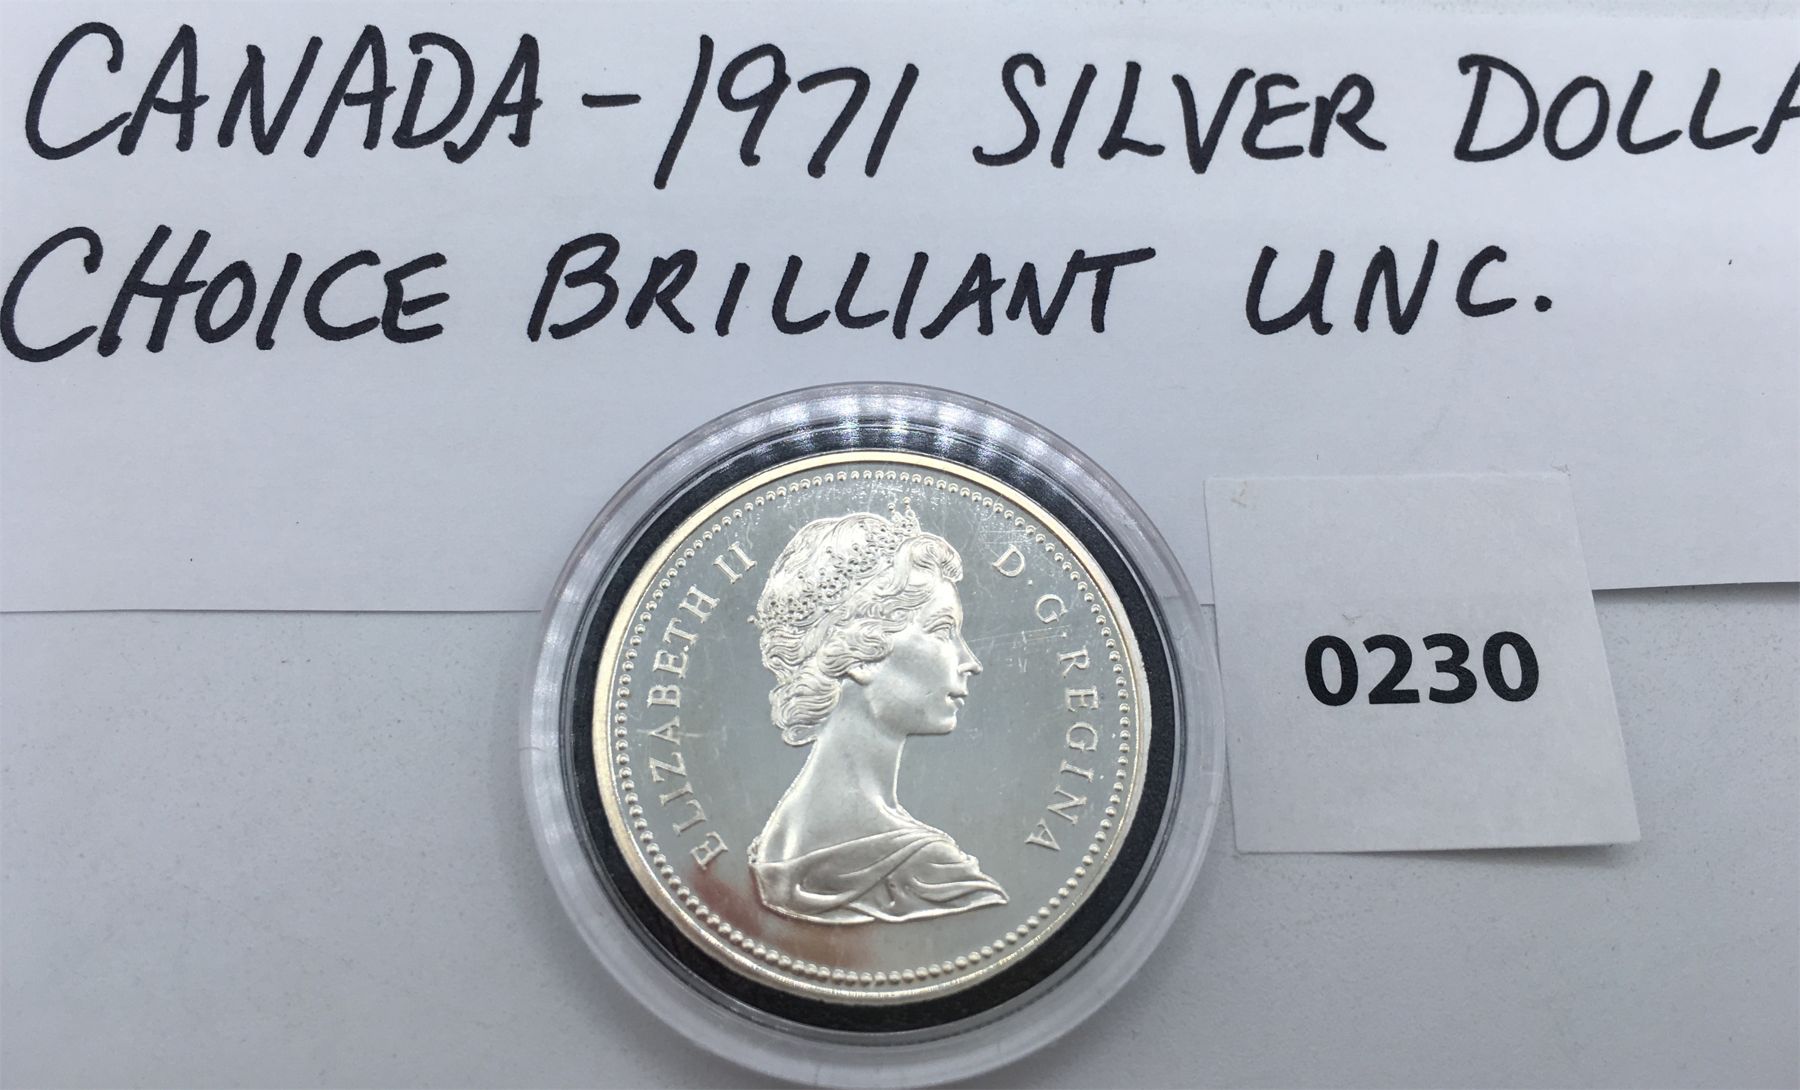 CANADA - 1971 SILVER DOLLA
CHOICE BRILLIANT UNC.
ELIZABETH II D. G. REGINA
0230